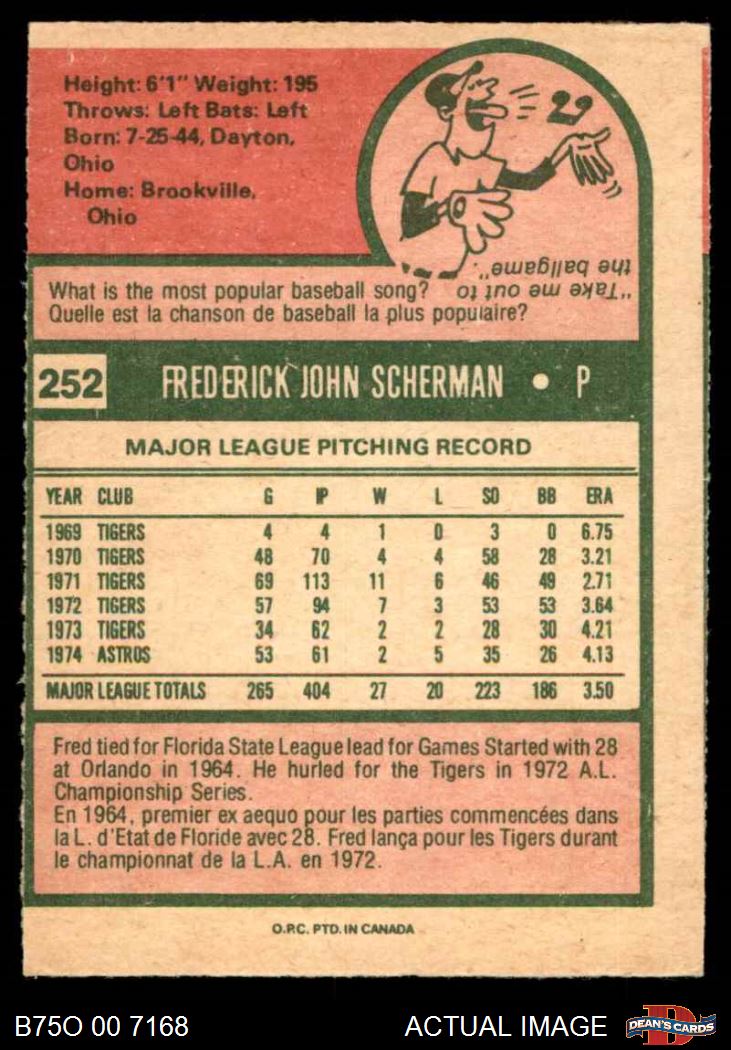 Height: 6'1" Weight: 195
Throws: Left Bats: Left
Born: 7-25-44, Dayton,
Ohio
Home: Brookville,
Ohio
What is the most popular baseball song?
Quelle est la chanson de baseball la plus populaire?
"Take me out to
the ballgame".
252 FREDERICK JOHN SCHERMAN • P
MAJOR LEAGUE PITCHING RECORD
YEAR CLUB G IP W L SO BB ERA
1969 TIGERS 4 4 1 0 3 0 6.75
1970 TIGERS 48 70 4 4 58 28 3.21
1971 TIGERS 69 113 11 6 46 49 2.71
1972 TIGERS 57 94 7 3 53 53 3.64
1973 TIGERS 34 62 2 2 28 30 4.21
1974 ASTROS 53 61 2 5 35 26 4.13
MAJOR LEAGUE TOTALS 265 404 27 20 223 186 3.50
Fred tied for Florida State League lead for Games Started with 28
at Orlando in 1964. He hurled for the Tigers in 1972 A.L.
Championship Series.
En 1964, premier ex aequo pour les parties commencées dans
la L. d'Etat de Floride avec 28. Fred lança pour les Tigers durant
le championnat de la L.A. en 1972.
O.P.C. PTD. IN CANADA
B75O 00 7168 ACTUAL IMAGE DEAN'S CARDS